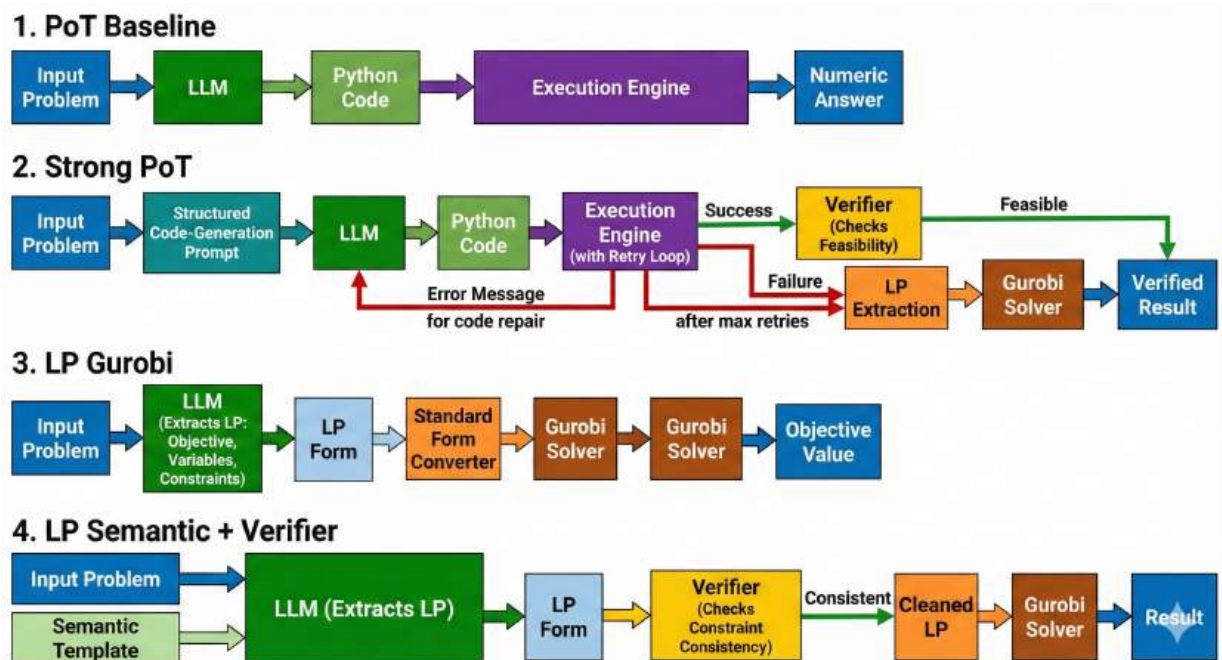 1. PoT Baseline
Input
Problem
LLM
Python
Code
Execution Engine
Numeric
Answer
2. Strong PoT
Input
Problem
Structured
Code-Generation
Prompt
LLM
Python
Code
Execution
Engine
(with Retry Loop)
Success
Verifier
(Checks
Feasibility)
Feasible
Error Message
for code repair
Failure
after max retries
LP
Extraction
Gurobi
Solver
Verified
Result
3. LP Gurobi
Input
Problem
LLM
(Extracts LP:
Objective,
Variables,
Constraints)
LP
Form
Standard
Form
Converter
Gurobi
Solver
Gurobi
Solver
Objective
Value
4. LP Semantic + Verifier
Input Problem
Semantic
Template
LLM (Extracts LP)
LP
Form
Verifier
(Checks
Constraint
Consistency)
Consistent
Cleaned
LP
Gurobi
Solver
Result